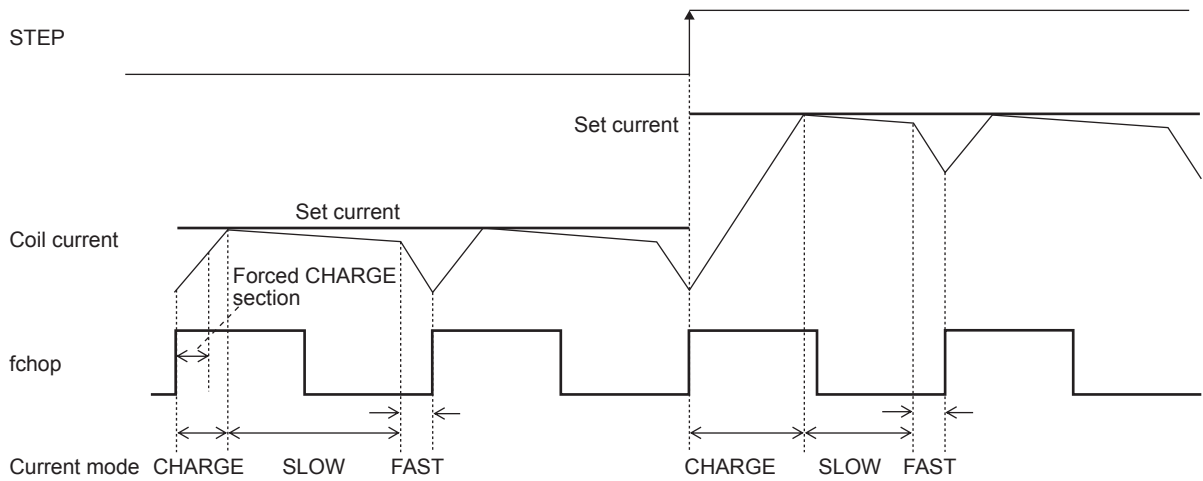 STEP
Set current
Set current
Coil current
Forced CHARGE
section
fchop
Current mode CHARGE SLOW FAST CHARGE SLOW FAST